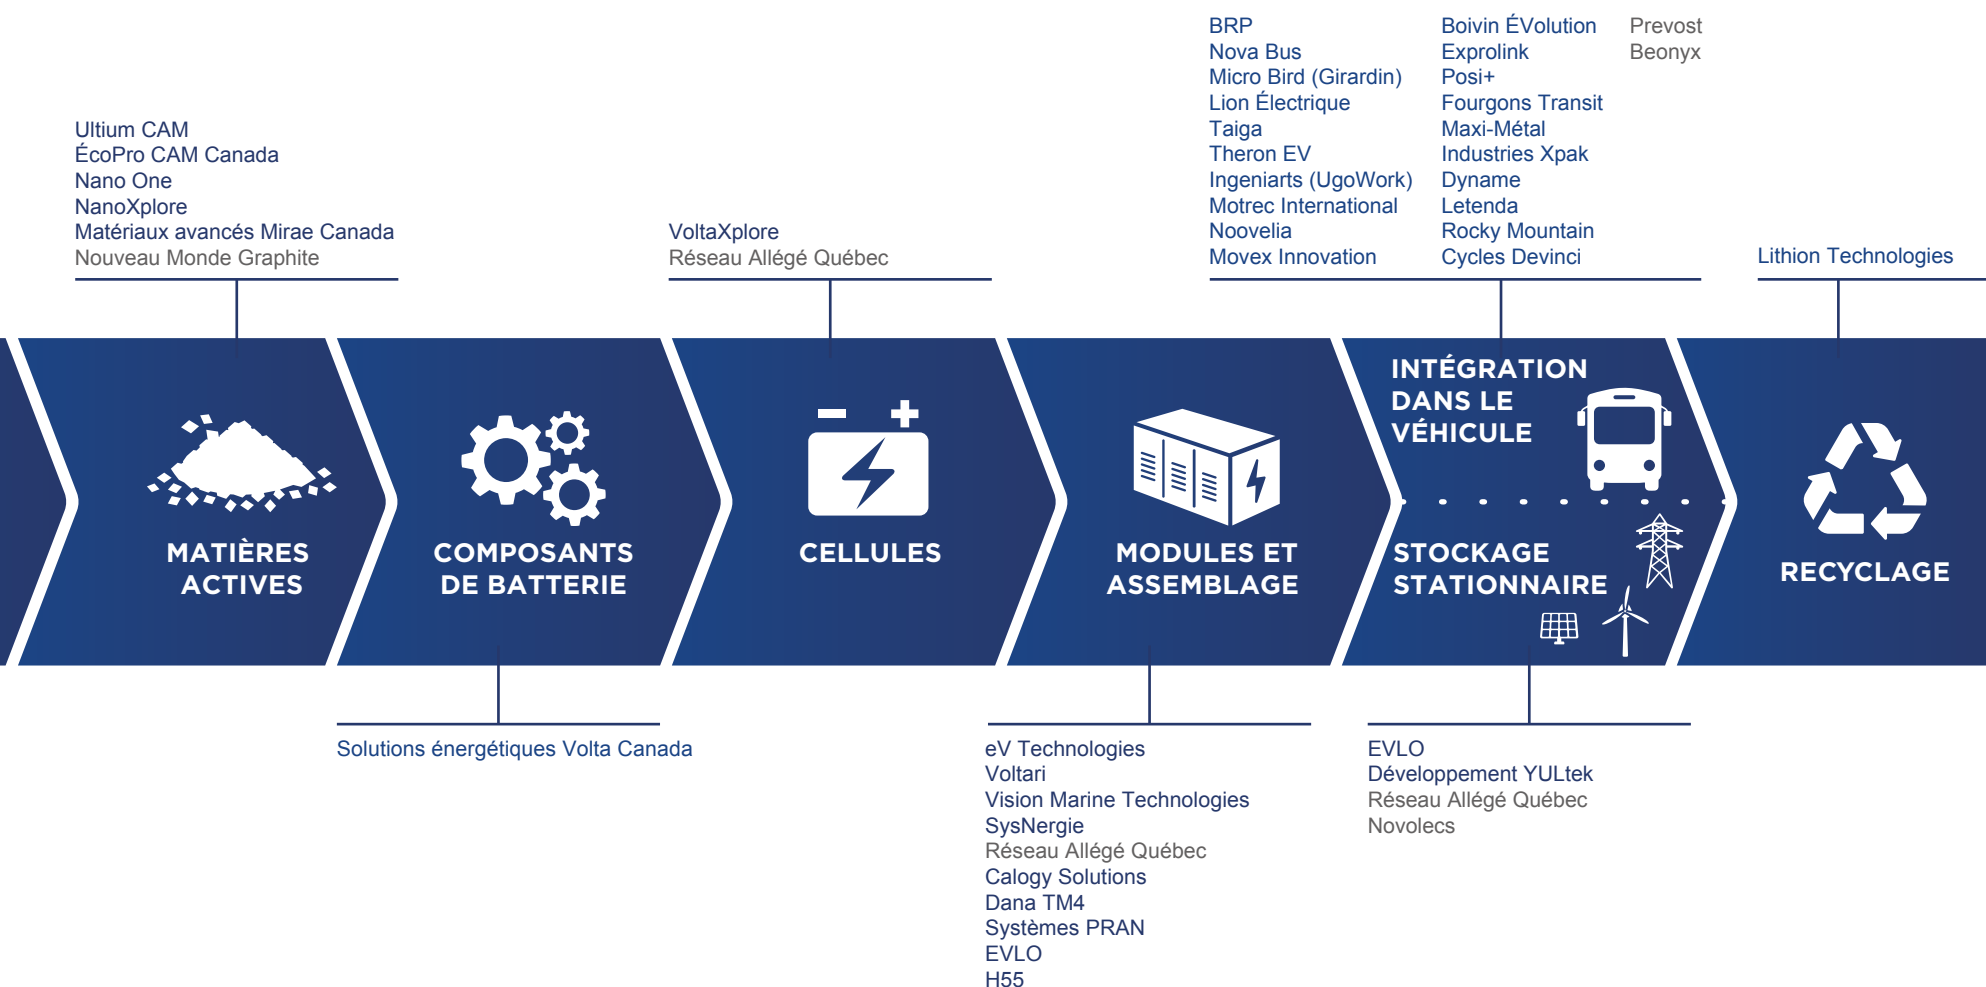 BRP
Nova Bus
Micro Bird (Girardin)
Lion Électrique
Taiga
Theron EV
Ingeniarts (UgoWork)
Motrec International
Noovelia
Movex Innovation
Boivin ÉVolution
Exprolink
Posi+
Fourgons Transit
Maxi-Métal
Industries Xpak
Dyname
Letenda
Rocky Mountain
Cycles Devinci
Prevost
Beonyx
Ultium CAM
ÉcoPro CAM Canada
Nano One
NanoXplore
Matériaux avancés Mirae Canada
Nouveau Monde Graphite
VoltaXplore
Réseau Allégé Québec
Lithion Technologies
MATIÈRES
ACTIVES
COMPOSANTS
DE BATTERIE
CELLULES
MODULES ET
ASSEMBLAGE
INTÉGRATION
DANS LE
VÉHICULE
STOCKAGE
STATIONNAIRE
RECYCLAGE
Solutions énergétiques Volta Canada
eV Technologies
Voltari
Vision Marine Technologies
SysNergie
Réseau Allégé Québec
Calogy Solutions
Dana TM4
Systèmes PRAN
EVLO
H55
EVLO
Développement YULtek
Réseau Allégé Québec
Novolecs